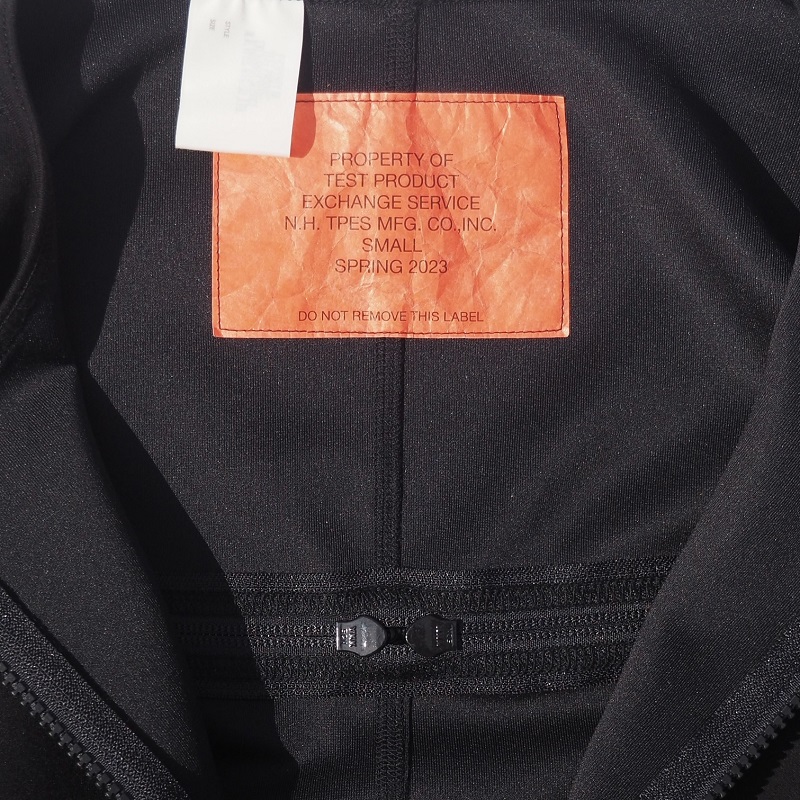 PROPERTY OF
TEST PRODUCT
EXCHANGE SERVICE
N.H. TPES MFG. CO.,INC.
SMALL
SPRING 2023
DO NOT REMOVE THIS LABEL